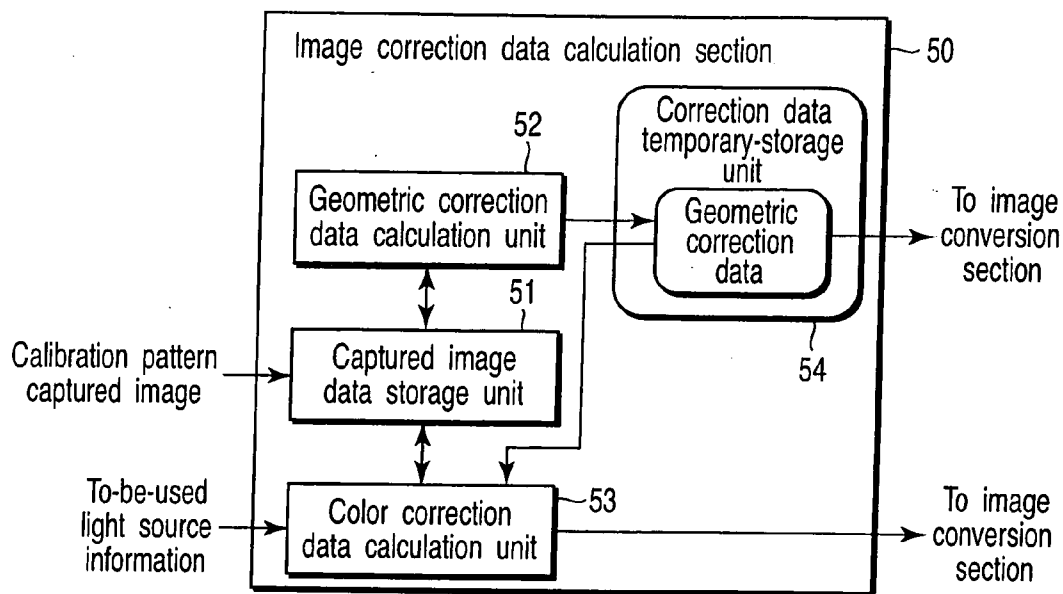 Image correction data calculation section
50
Correction data
temporary-storage
unit
52
Geometric correction
data calculation unit
Geometric
correction
data
To image
conversion
section
51
Calibration pattern
captured image
Captured image
data storage unit
54
To-be-used
light source
information
53
Color correction
data calculation unit
To image
conversion
section